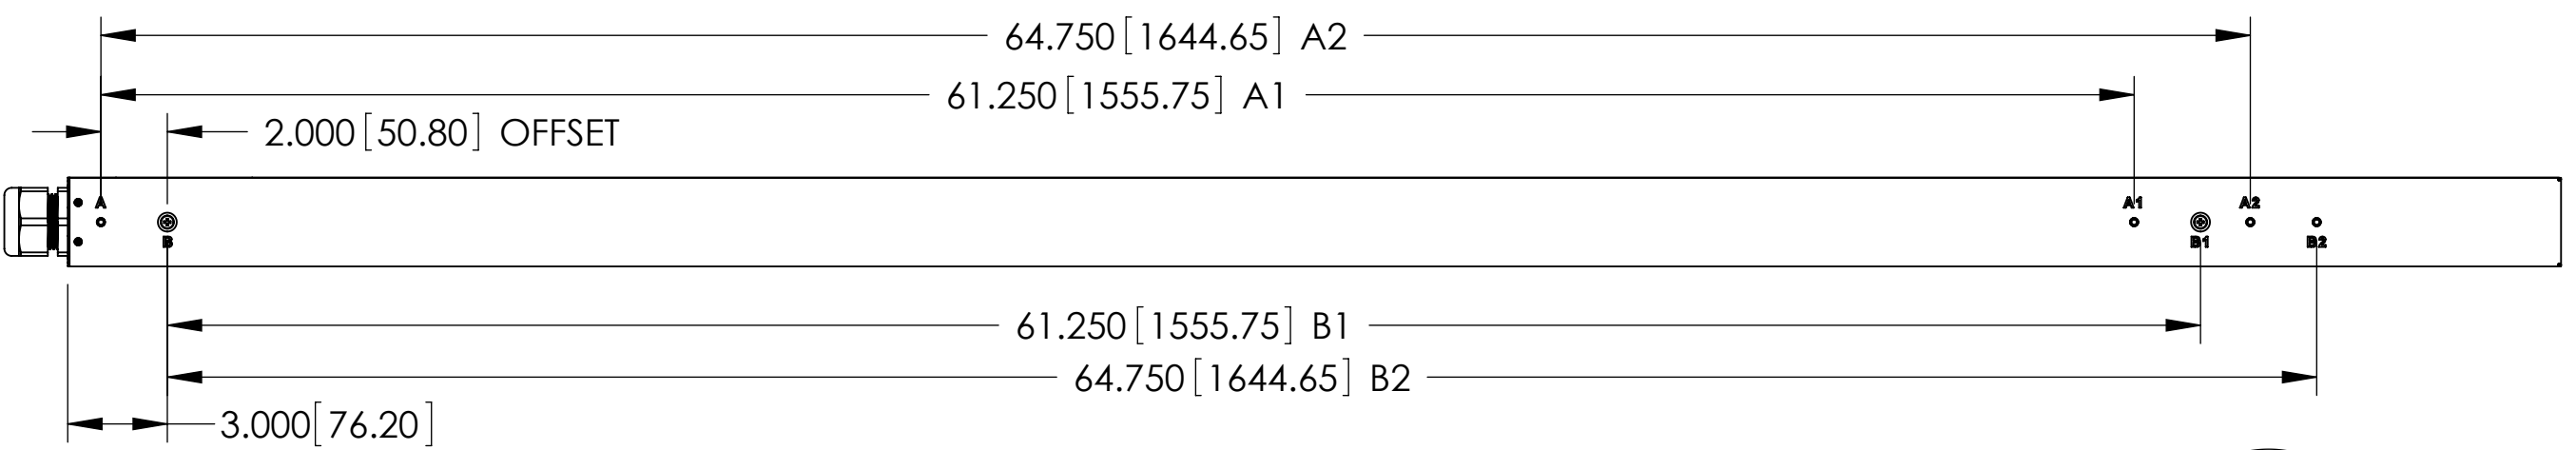 64.750[1644.65] A2
61.250[1555.75] A1
2.000[50.80] OFFSET
A
A1
A2
B
B1
B2
61.250[1555.75] B1
64.750[1644.65] B2
3.000[76.20]